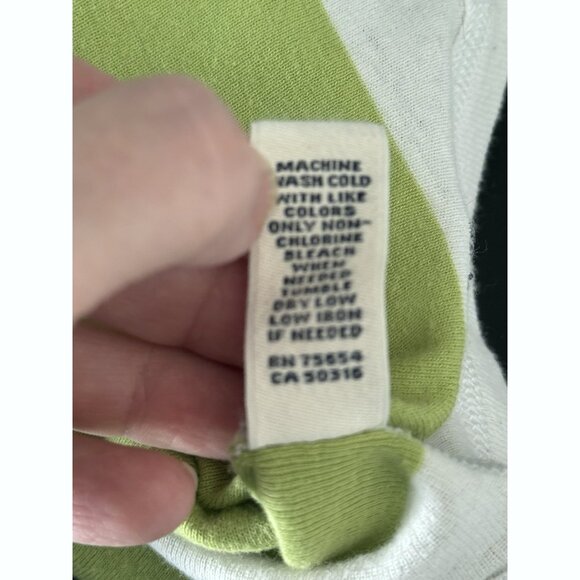 MACHINE
WASH COLD
WITH LIKE
COLORS
ONLY NON-
CHLORINE
BLEACH
WHEN
NEEDED
TUMBLE
DRY LOW
LOW IRON
IF NEEDED
RN 75654
CA 50316